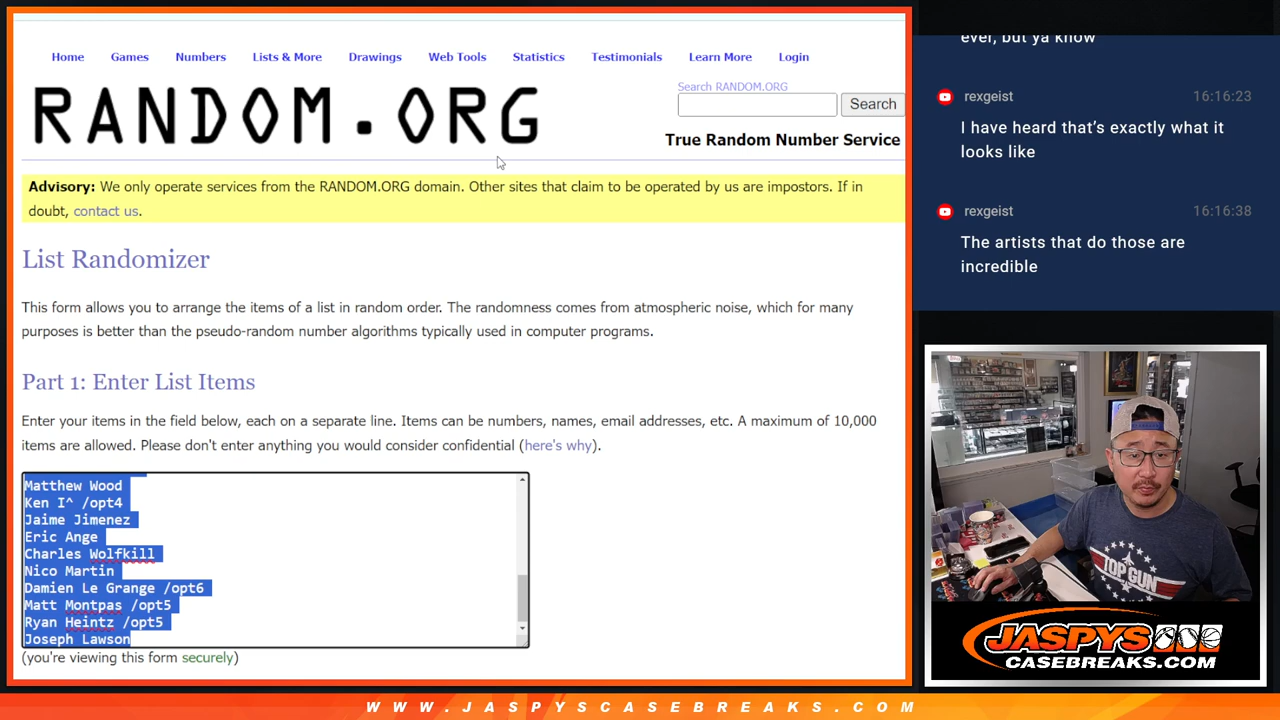 Home Games Numbers Lists & More Drawings Web Tools Statistics Testimonials Learn More Login
RANDOM.ORG
Search RANDOM.ORG
Search
True Random Number Service
Advisory: We only operate services from the RANDOM.ORG domain. Other sites that claim to be operated by us are impostors. If in
doubt, contact us.
List Randomizer
This form allows you to arrange the items of a list in random order. The randomness comes from atmospheric noise, which for many
purposes is better than the pseudo-random number algorithms typically used in computer programs.
Part 1: Enter List Items
Enter your items in the field below, each on a separate line. Items can be numbers, names, email addresses, etc. A maximum of 10,000
items are allowed. Please don't enter anything you would consider confidential (here's why).
Matthew Wood
Ken I^ /opt4
Jaime Jimenez
Eric Ange
Charles Wolfkill
Nico Martin
Damien Le Grange /opt6
Matt Montpas /opt5
Ryan Heintz /opt5
Joseph Lawson
(you're viewing this form securely)
ever, but ya know
rexgeist 16:16:23
I have heard that's exactly what it
looks like
rexgeist 16:16:38
The artists that do those are
incredible
TOP GUN
JASPYS
CASEBREAKS.COM
WWW.JASPYSCASEBREAKS.COM